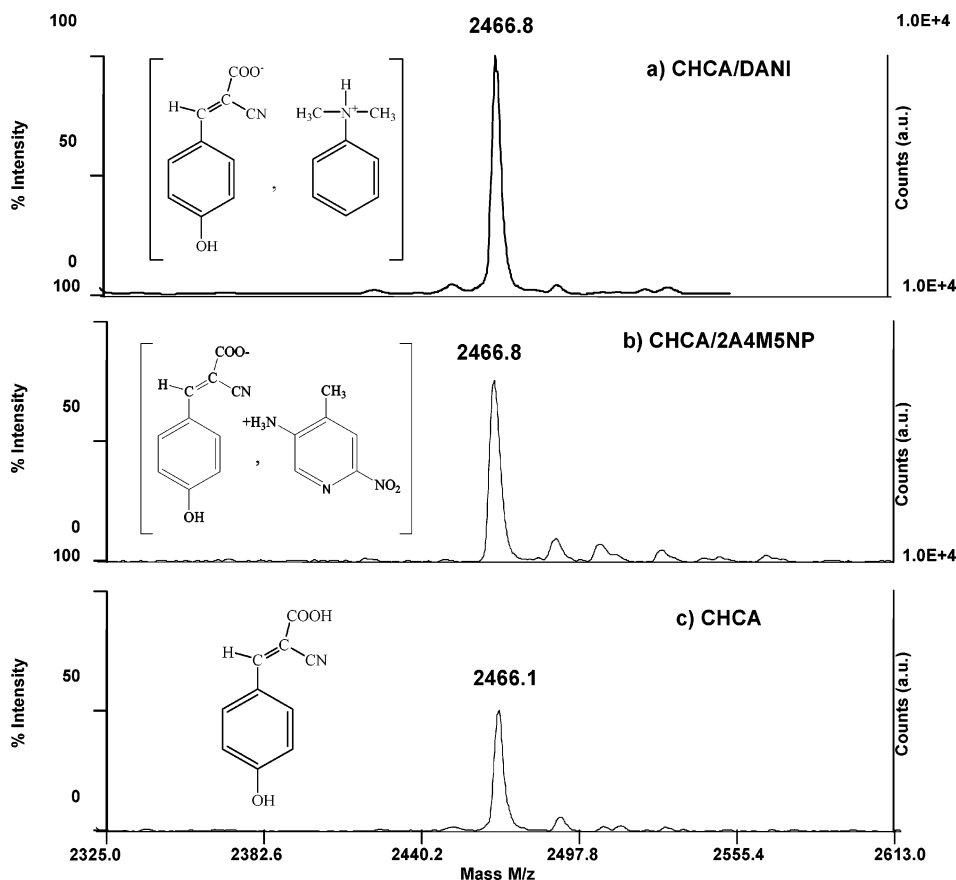 100
2466.8
1.0E+4
a) CHCA/DANI
COO-
H
C
C
CN
OH
,
H
H3C
N+
CH3
% Intensity
50
Counts (a.u.)
0
100
1.0E+4
2466.8
b) CHCA/2A4M5NP
COO-
H
C
C
CN
OH
,
CH3
+H3N
N
NO2
% Intensity
50
Counts (a.u.)
0
100
1.0E+4
c) CHCA
COOH
H
C
C
CN
OH
2466.1
% Intensity
50
Counts (a.u.)
0
2325.0 2382.6 2440.2 2497.8 2555.4 2613.0
Mass M/z